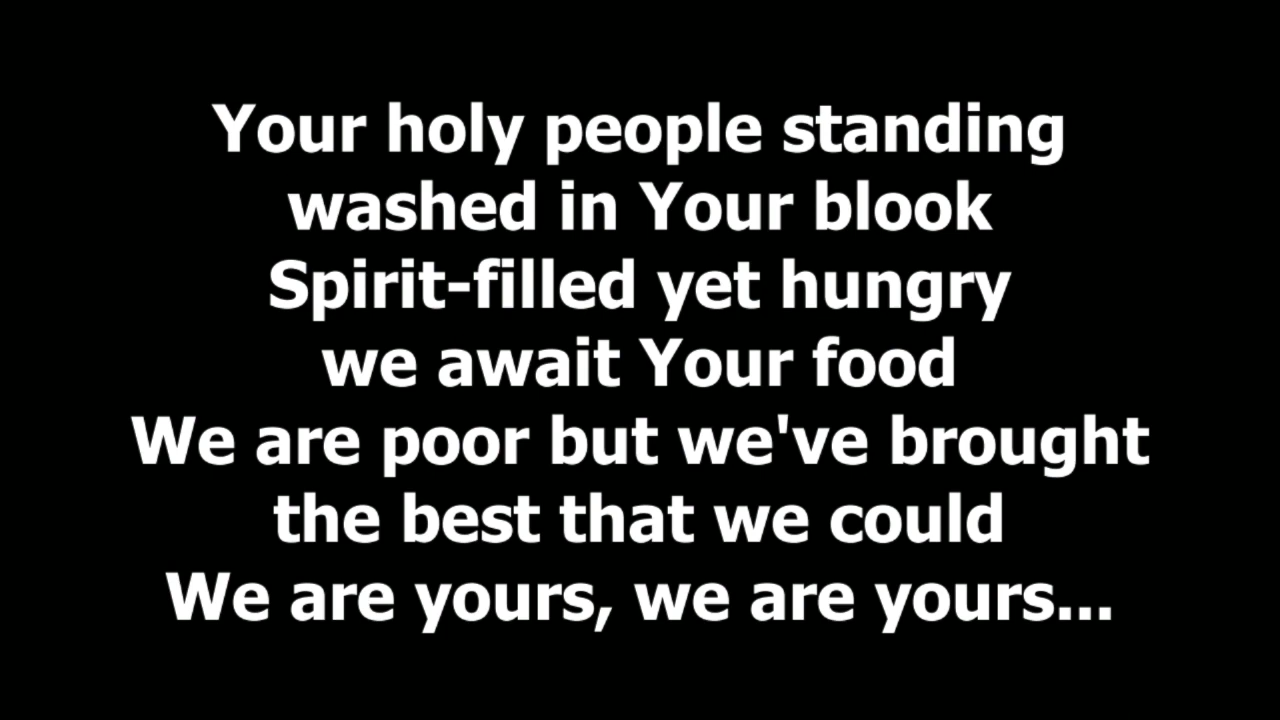 Your holy people standing
washed in Your blook
Spirit-filled yet hungry
we await Your food
We are poor but we've brought
the best that we could
We are yours, we are yours...